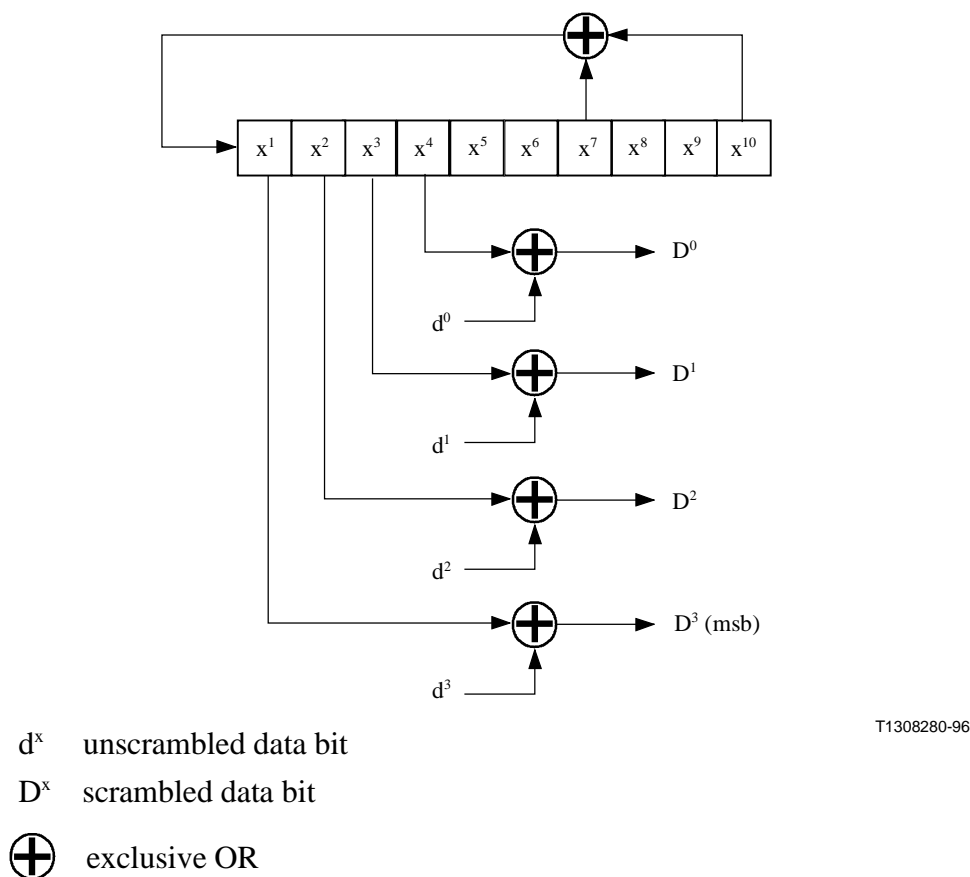 x¹ x² x³ x⁴ x⁵ x⁶ x⁷ x⁸ x⁹ x¹⁰
D⁰
d⁰
D¹
d¹
D²
d²
D³ (msb)
d³
T1308280-96
dˣ unscrambled data bit
Dˣ scrambled data bit
exclusive OR